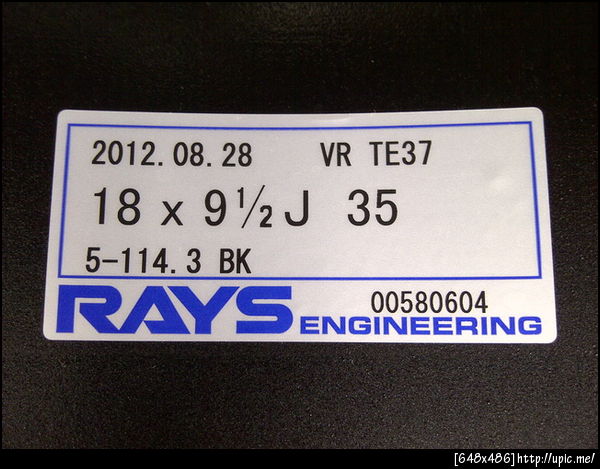 2012.08.28 VR TE37
18 x 9½J 35
5-114.3 BK
RAYS ENGINEERING 00580604
[648x486]http://upic.me/